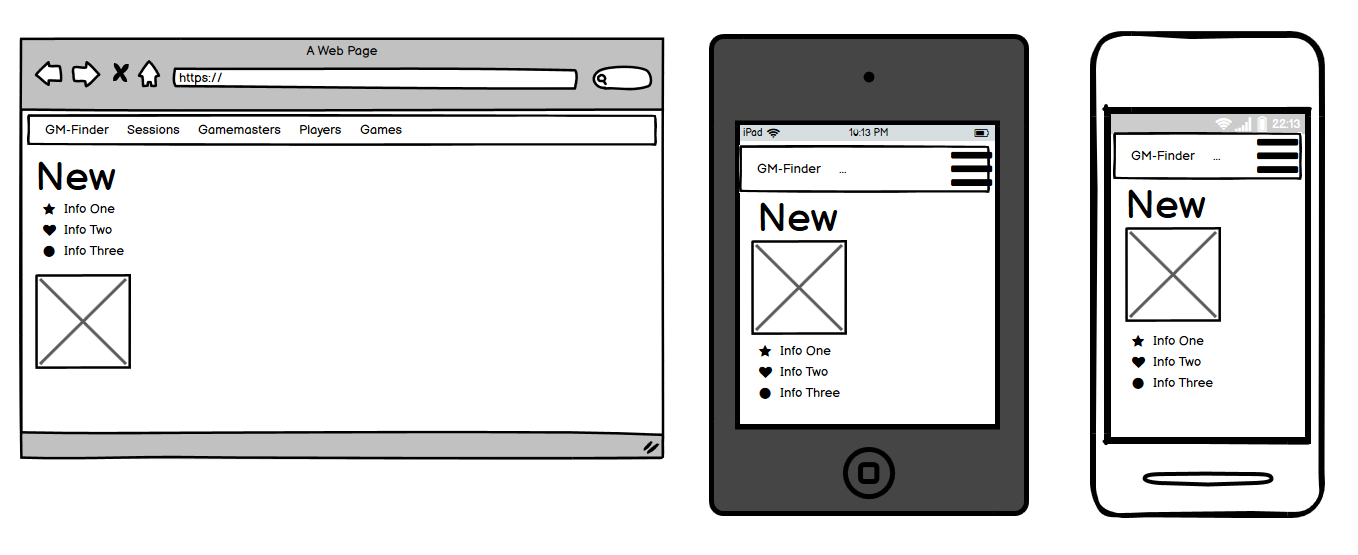 A Web Page
https://
GM-Finder Sessions Gamemasters Players Games
New
Info One
Info Two
Info Three
iPad 10:13 PM
GM-Finder ...
New
Info One
Info Two
Info Three
22:13
GM-Finder ...
New
Info One
Info Two
Info Three